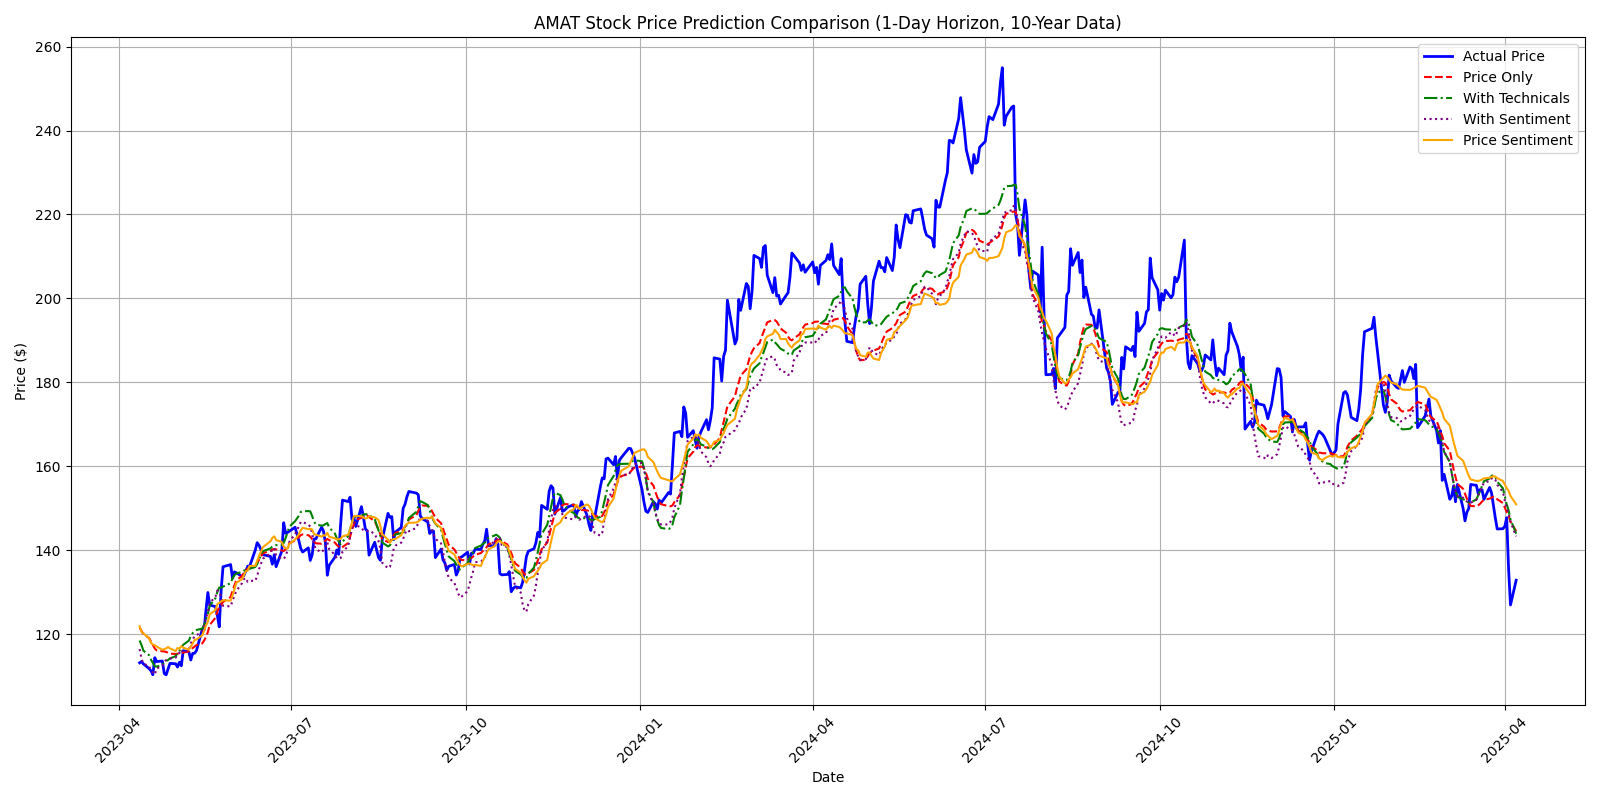 AMAT Stock Price Prediction Comparison (1-Day Horizon, 10-Year Data)
Actual Price
Price Only
With Technicals
With Sentiment
Price Sentiment
Price ($)
260
240
220
200
180
160
140
120
2023-04
2023-07
2023-10
2024-01
2024-04
2024-07
2024-10
2025-01
2025-04
Date